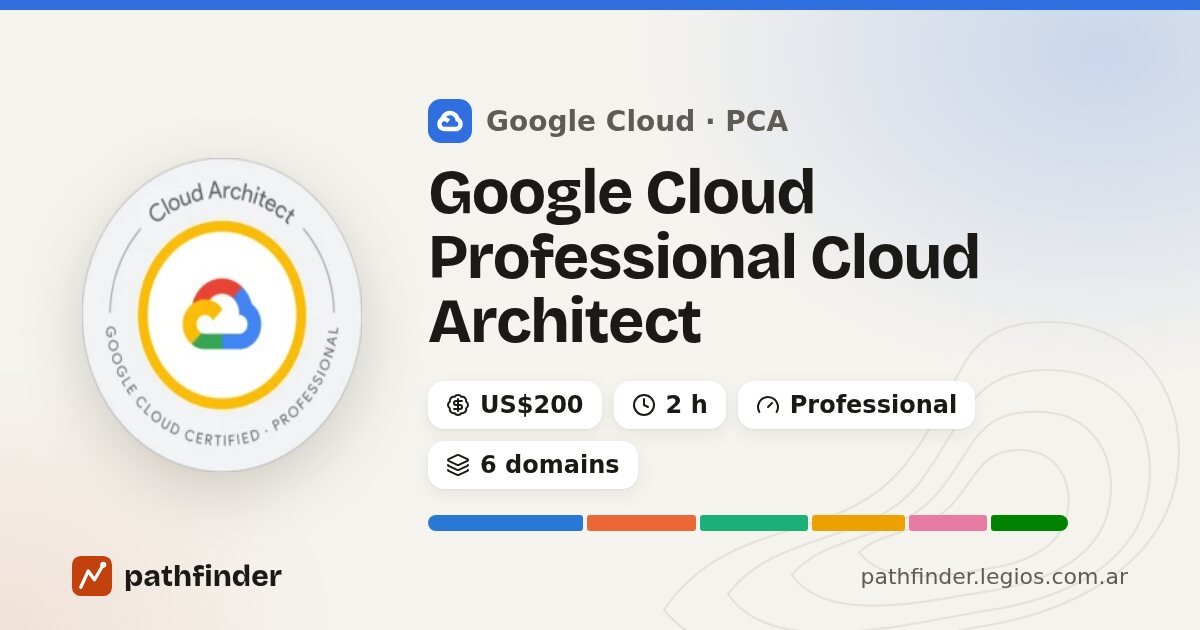 Google Cloud · PCA
Google Cloud
Professional Cloud
Architect
Cloud Architect
GOOGLE CLOUD CERTIFIED · PROFESSIONAL
US$200
2 h
Professional
6 domains
pathfinder
pathfinder.legios.com.ar